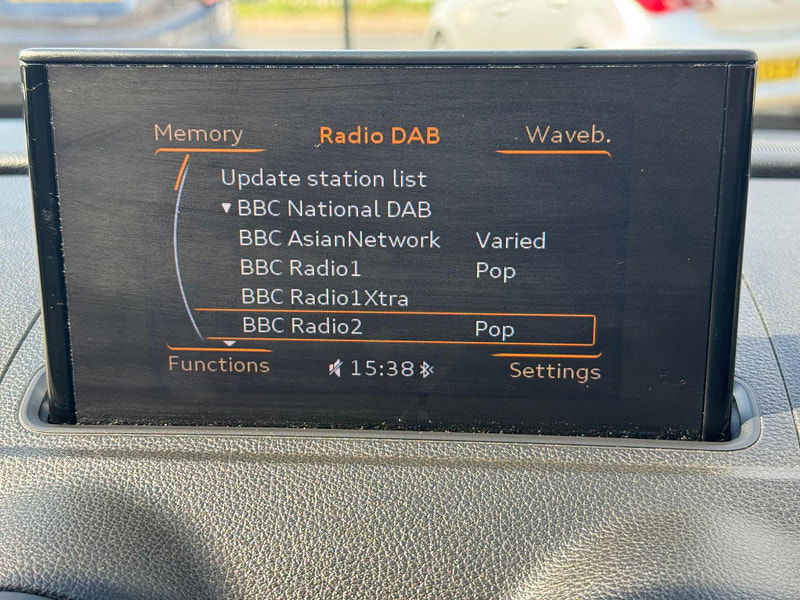 Memory Radio DAB Waveb.
Update station list
▼ BBC National DAB
BBC AsianNetwork Varied
BBC Radio1 Pop
BBC Radio1Xtra
BBC Radio2 Pop
Functions 15:38 Settings